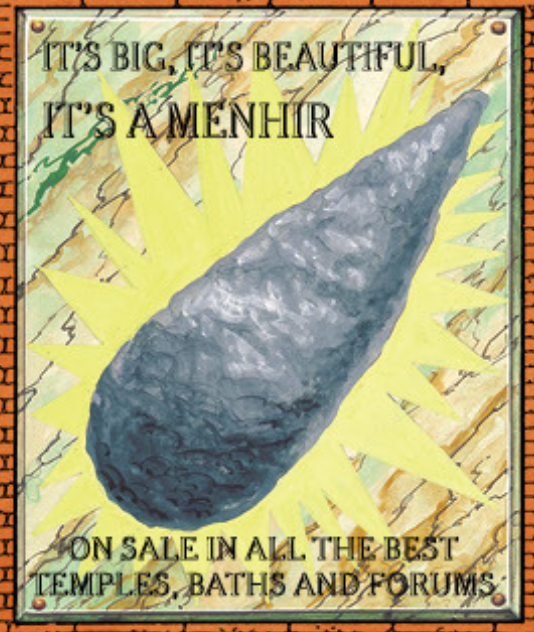 IT'S BIG, IT'S BEAUTIFUL,
IT'S A MENHIR
ON SALE IN ALL THE BEST
TEMPLES, BATHS AND FORUMS